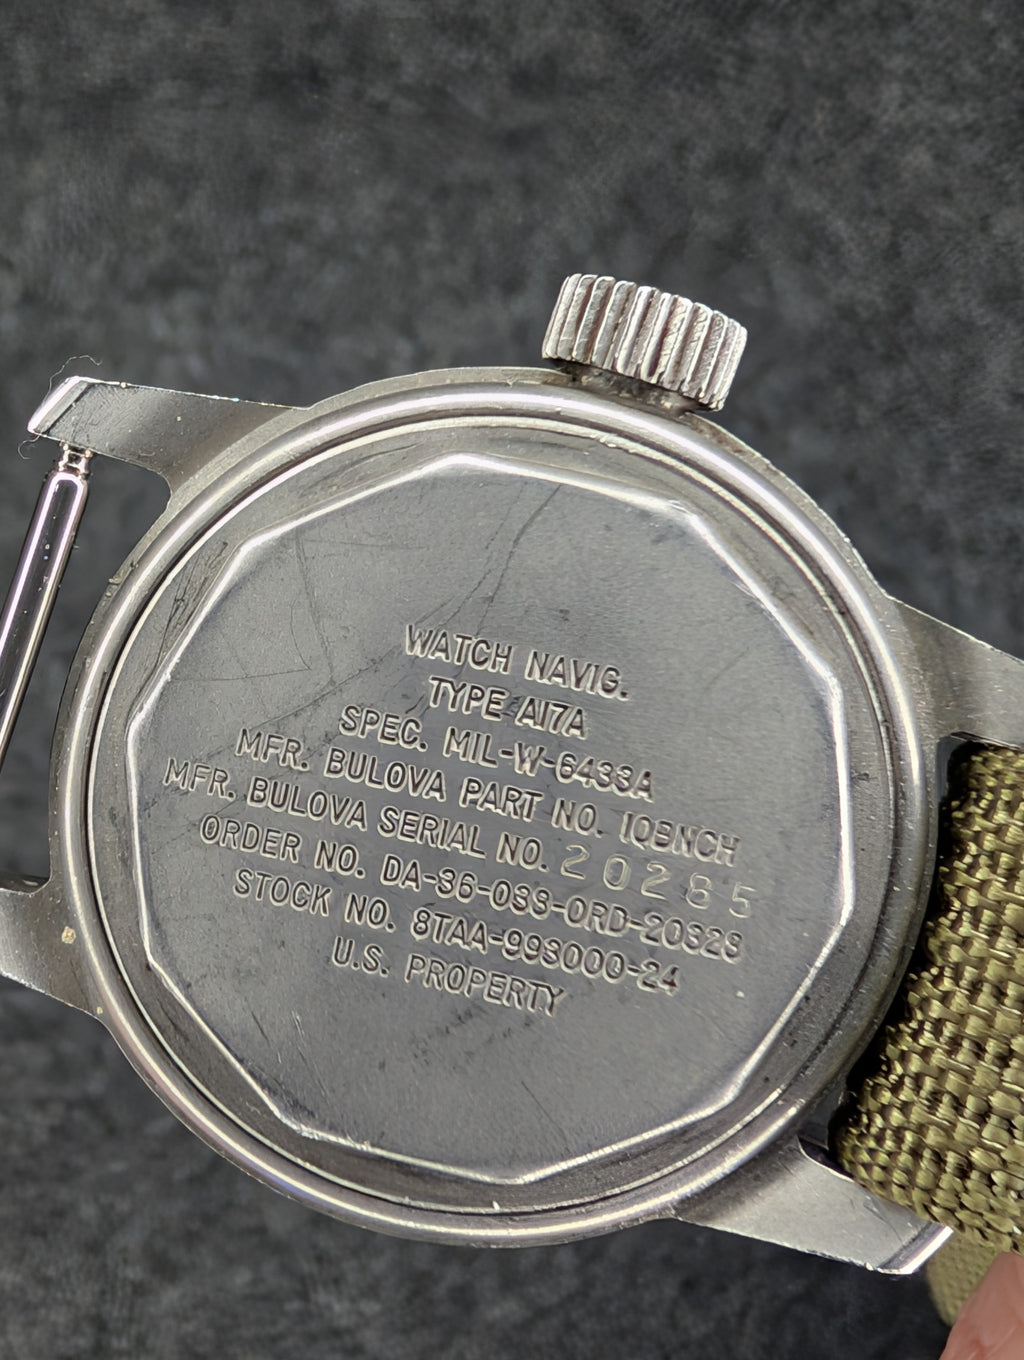 WATCH NAVIG.
TYPE A17A
SPEC. MIL-W-6433A
MFR. BULOVA PART NO. 10BNCH
MFR. BULOVA SERIAL NO. 20285
ORDER NO. DA-36-038-ORD-20329
STOCK NO. 8TAA-993000-24
U.S. PROPERTY